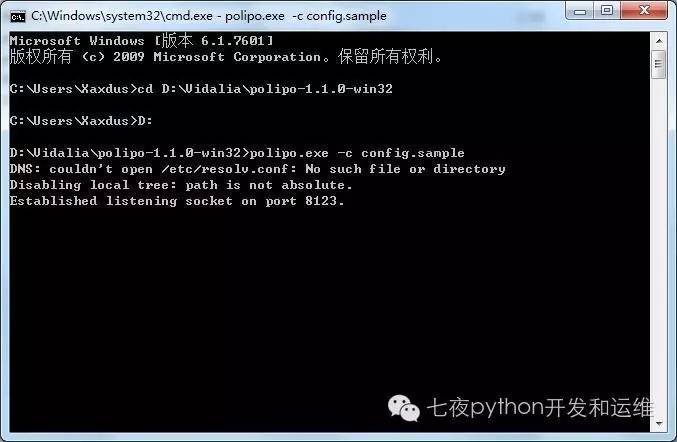 C:\Windows\system32\cmd.exe - polipo.exe  -c config.sample
Microsoft Windows [版本 6.1.7601]
版权所有 (c) 2009 Microsoft Corporation。保留所有权利。
C:\Users\Xaxdus>cd D:\Vidalia\polipo-1.1.0-win32
C:\Users\Xaxdus>D:
D:\Vidalia\polipo-1.1.0-win32>polipo.exe -c config.sample
DNS: couldn't open /etc/resolv.conf: No such file or directory
Disabling local tree: path is not absolute.
Established listening socket on port 8123.
七夜python开发和运维